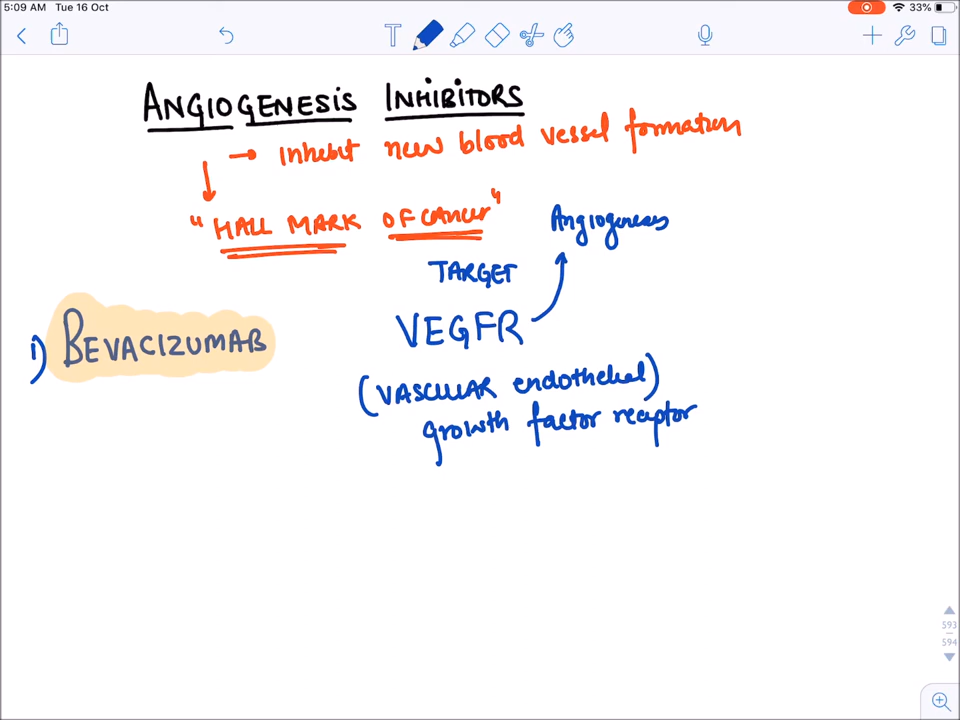 5:09 AM Tue 16 Oct 33%
T
ANGIOGENESIS INHIBITORS
→ Inhibit new blood vessel formation
"HALL MARK OF cancer"
Angiogenesis
TARGET
VEGFR
1) BEVACIZUMAB
(VASCULAR endothelial)
growth factor receptor
593
594